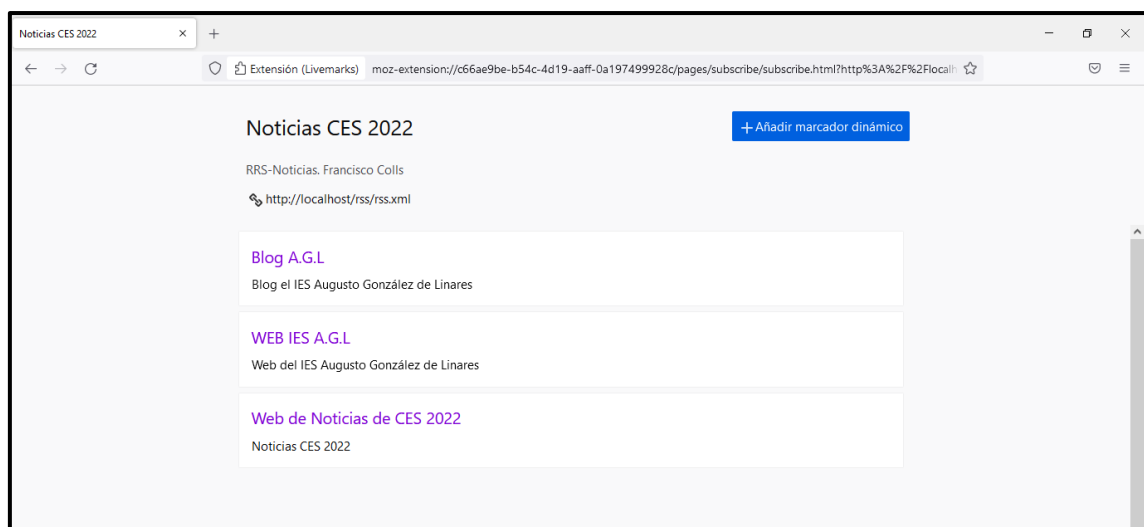 Noticias CES 2022
Extensión (Livemarks) moz-extension://c66ae9be-b54c-4d19-aaff-0a197499928c/pages/subscribe/subscribe.html?http%3A%2F%2Flocalh
Noticias CES 2022
+ Añadir marcador dinámico
RRS-Noticias. Francisco Colls
http://localhost/rss/rss.xml
Blog A.G.L
Blog el IES Augusto González de Linares
WEB IES A.G.L
Web del IES Augusto González de Linares
Web de Noticias de CES 2022
Noticias CES 2022